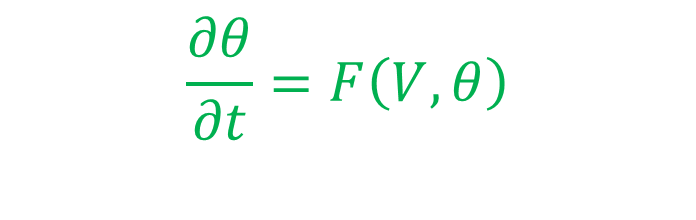 ∂θ/∂t = F(V, θ)